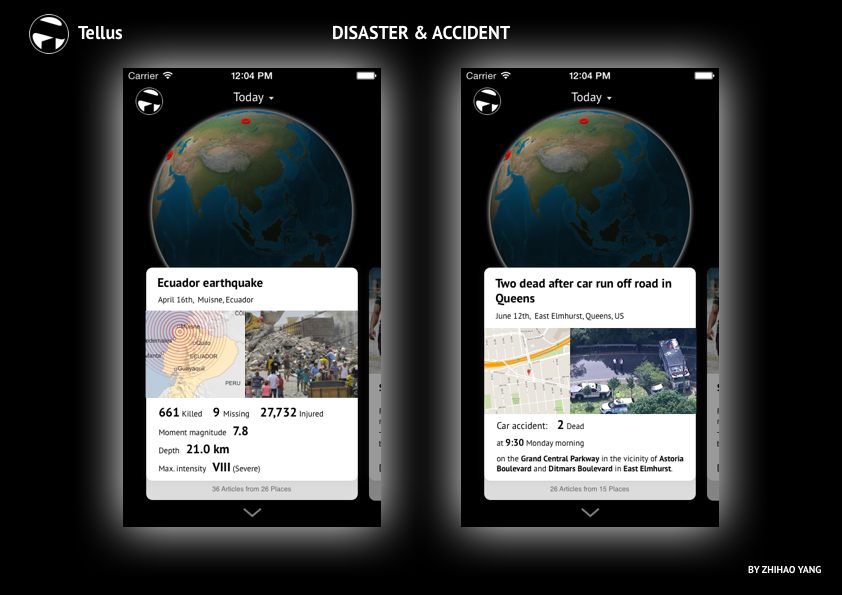 Tellus
DISASTER & ACCIDENT
Carrier 12:04 PM
Today
Ecuador earthquake
April 16th, Muisne, Ecuador
Muisne
Quito
ECUADOR
Guayaquil
PERU
661 Killed 9 Missing 27,732 Injured
Moment magnitude 7.8
Depth 21.0 km
Max. intensity VIII (Severe)
36 Articles from 26 Places
Carrier 12:04 PM
Today
Two dead after car run off road in
Queens
June 12th, East Elmhurst, Queens, US
Car accident: 2 Dead
at 9:30 Monday morning
on the Grand Central Parkway in the vicinity of Astoria
Boulevard and Ditmars Boulevard in East Elmhurst.
26 Articles from 15 Places
BY ZHIHAO YANG